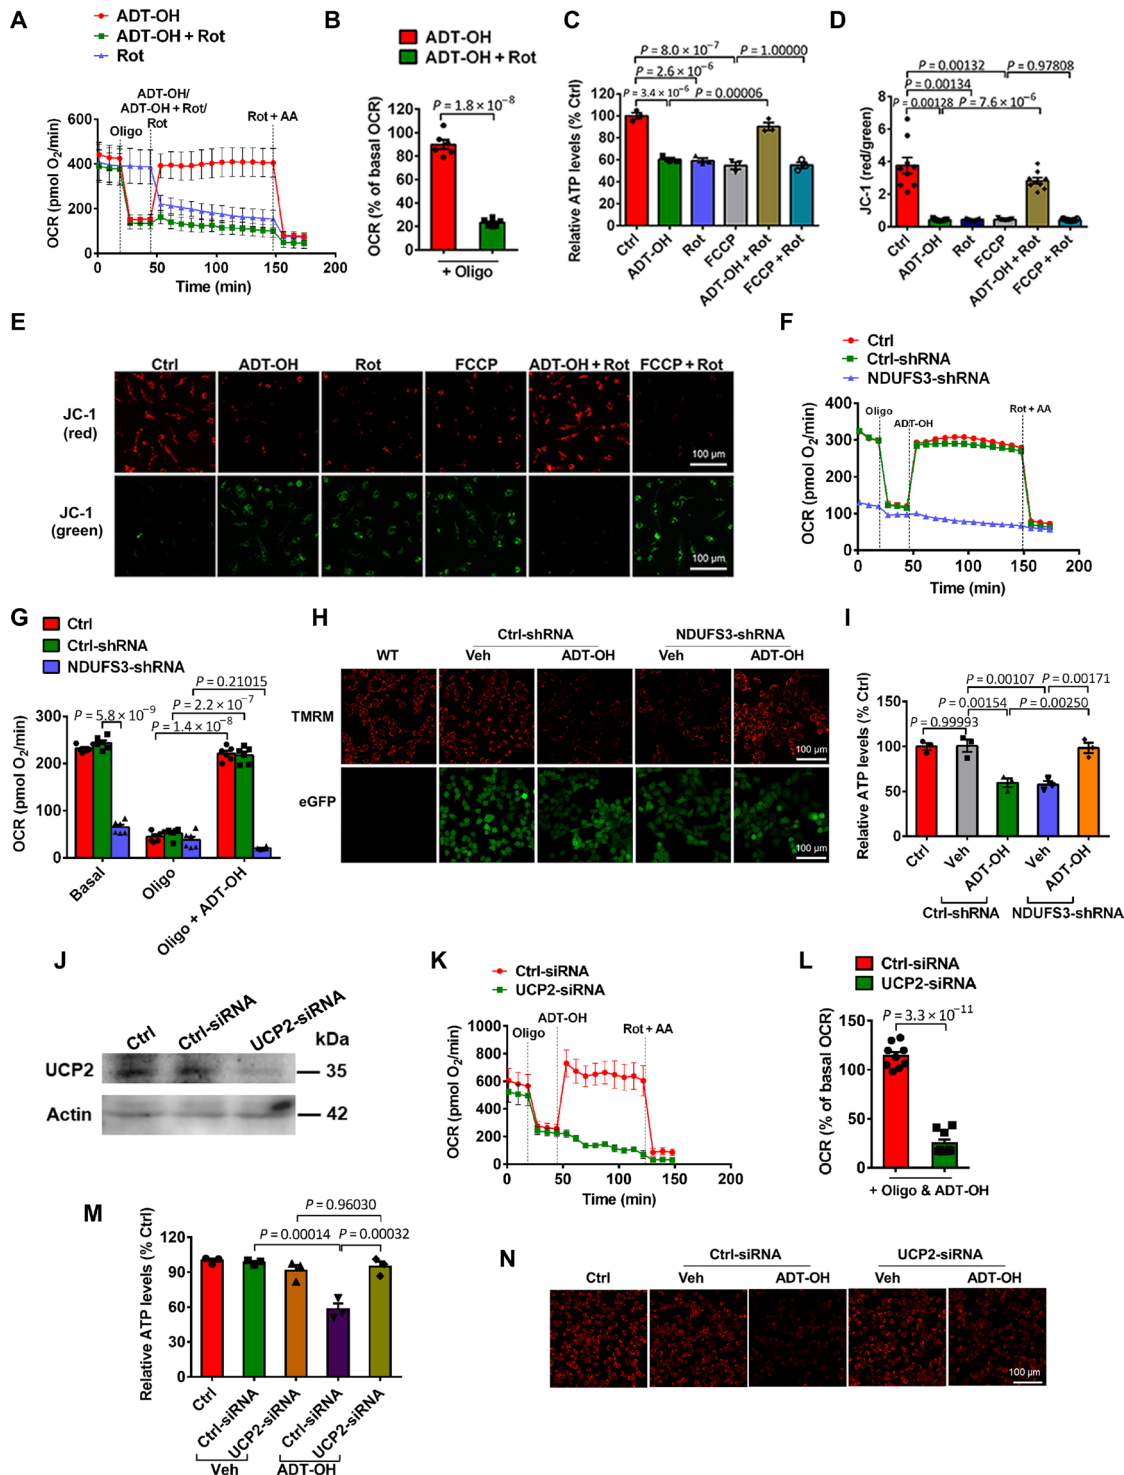 A
ADT-OH
ADT-OH + Rot
Rot
ADT-OH/
ADT-OH + Rot/
Oligo Rot Rot + AA
OCR (pmol O₂/min)
600
400
200
0
0 50 100 150 200
Time (min)
B
ADT-OH
ADT-OH + Rot
P = 1.8 × 10⁻⁸
OCR (% of basal OCR)
120
100
80
60
40
20
0
+ Oligo
C
P = 8.0 × 10⁻⁷ P = 1.00000
P = 2.6 × 10⁻⁶
P = 3.4 × 10⁻⁶ P = 0.00006
Relative ATP levels (% Ctrl)
120
100
80
60
40
20
0
Ctrl ADT-OH Rot FCCP ADT-OH + Rot FCCP + Rot
D
P = 0.00132 P = 0.97808
P = 0.00134
P = 0.00128 P = 7.6 × 10⁻⁶
JC-1 (red/green)
8
6
4
2
0
Ctrl ADT-OH Rot FCCP ADT-OH + Rot FCCP + Rot
E
Ctrl ADT-OH Rot FCCP ADT-OH + Rot FCCP + Rot
JC-1
(red)
100 µm
JC-1
(green)
100 µm
F
Ctrl
Ctrl-shRNA
NDUFS3-shRNA
Oligo ADT-OH Rot + AA
OCR (pmol O₂/min)
400
300
200
100
0
0 50 100 150 200
Time (min)
G
Ctrl
Ctrl-shRNA
NDUFS3-shRNA
P = 0.21015
P = 2.2 × 10⁻⁷
P = 5.8 × 10⁻⁹
P = 1.4 × 10⁻⁸
OCR (pmol O₂/min)
300
200
100
0
Basal Oligo Oligo + ADT-OH
H
Ctrl-shRNA NDUFS3-shRNA
WT Veh ADT-OH Veh ADT-OH
TMRM
100 µm
eGFP
100 µm
I
P = 0.00107 P = 0.00171
P = 0.00154 P = 0.00250
P = 0.99993
Relative ATP levels (% Ctrl)
150
100
50
0
Ctrl Veh ADT-OH Veh ADT-OH
Ctrl-shRNA NDUFS3-shRNA
J
Ctrl Ctrl-siRNA UCP2-siRNA kDa
UCP2 35
Actin 42
K
Ctrl-siRNA
UCP2-siRNA
Oligo ADT-OH Rot + AA
OCR (pmol O₂/min)
1000
800
600
400
200
0
0 50 100 150 200
Time (min)
L
Ctrl-siRNA
UCP2-siRNA
P = 3.3 × 10⁻¹¹
OCR (% of basal OCR)
150
100
50
0
+ Oligo & ADT-OH
M
P = 0.96030
P = 0.00014 P = 0.00032
Relative ATP levels (% Ctrl)
120
90
60
30
0
Ctrl Ctrl-siRNA UCP2-siRNA Ctrl-siRNA UCP2-siRNA
Veh ADT-OH
N
Ctrl-siRNA UCP2-siRNA
Ctrl Veh ADT-OH Veh ADT-OH
100 µm